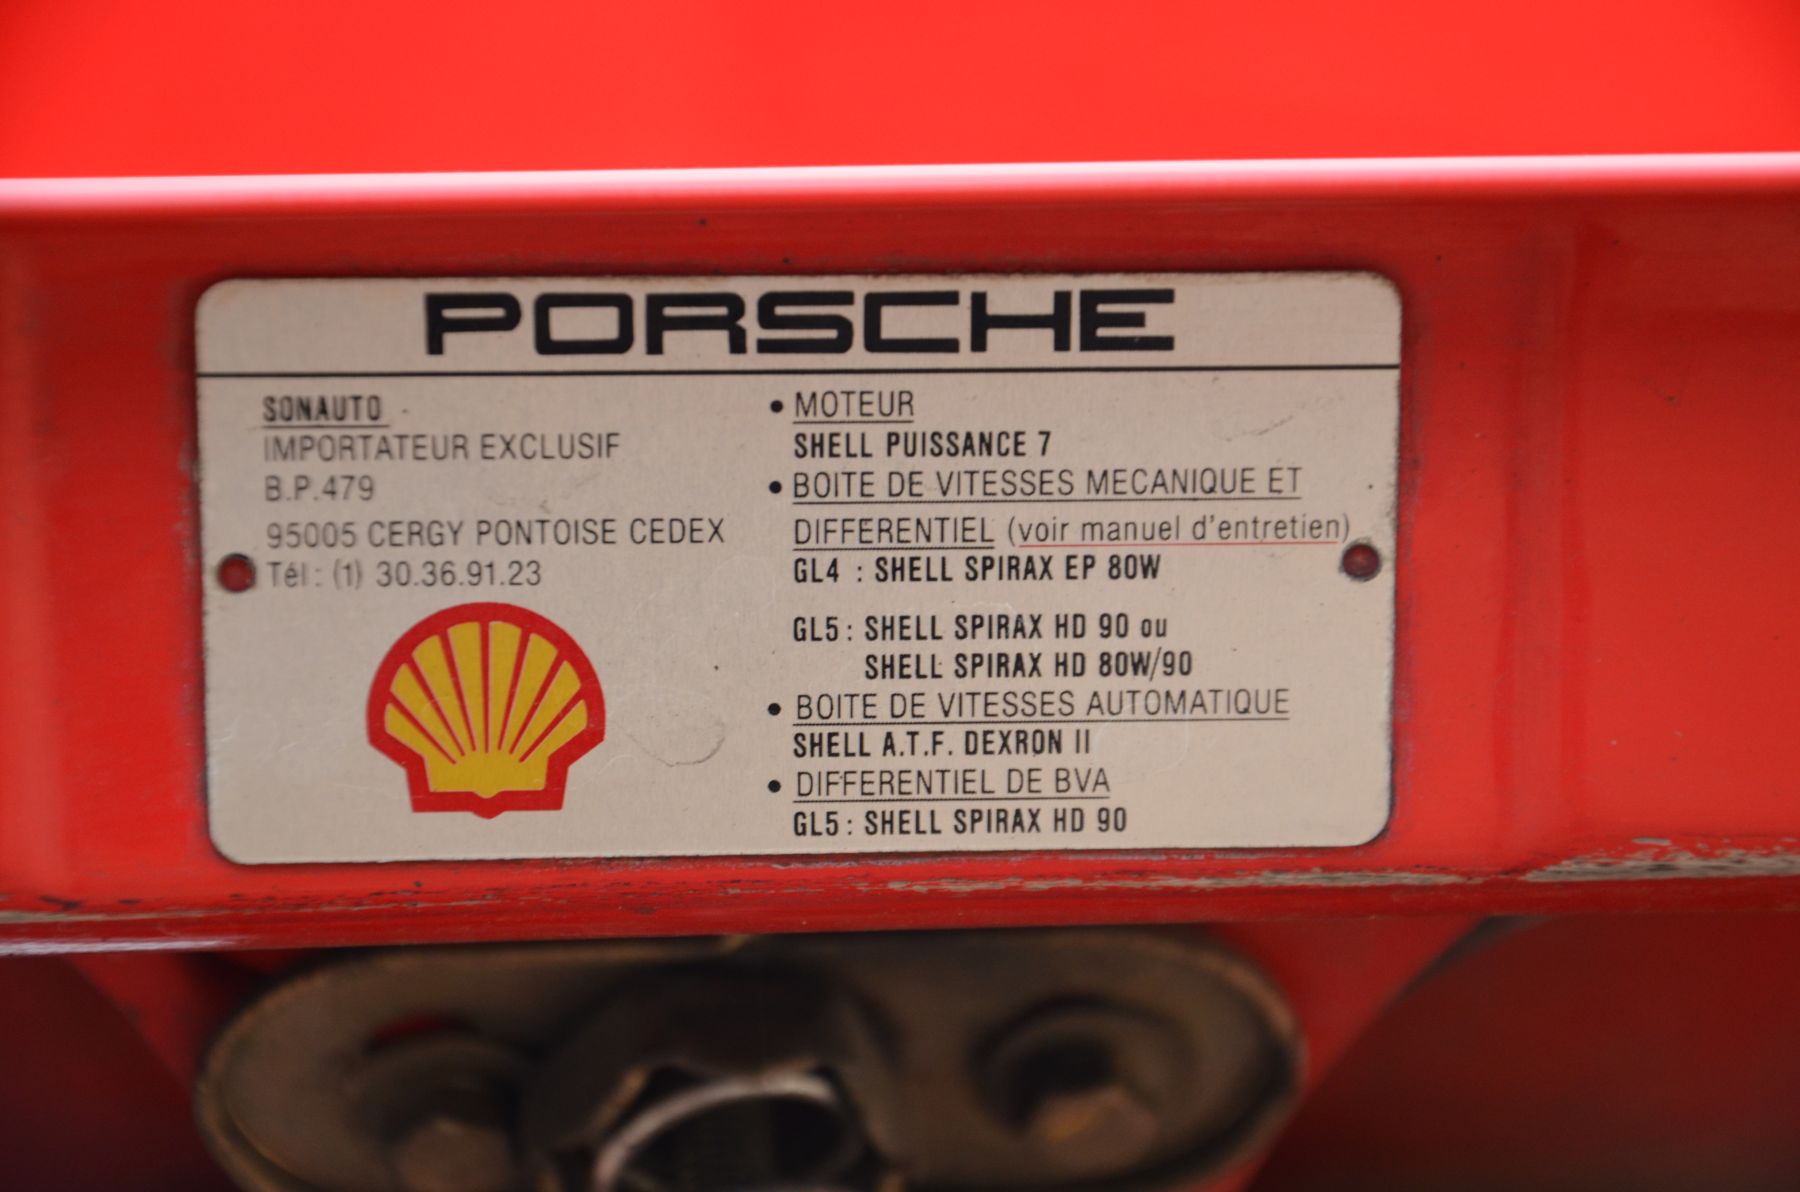 PORSCHE
SONAUTO
IMPORTATEUR EXCLUSIF
B.P.479
95005 CERGY PONTOISE CEDEX
Tél : (1) 30.36.91.23
• MOTEUR
SHELL PUISSANCE 7
• BOITE DE VITESSES MECANIQUE ET
DIFFERENTIEL (voir manuel d'entretien)
GL4 : SHELL SPIRAX EP 80W
GL5 : SHELL SPIRAX HD 90 ou
SHELL SPIRAX HD 80W/90
• BOITE DE VITESSES AUTOMATIQUE
SHELL A.T.F. DEXRON II
• DIFFERENTIEL DE BVA
GL5 : SHELL SPIRAX HD 90